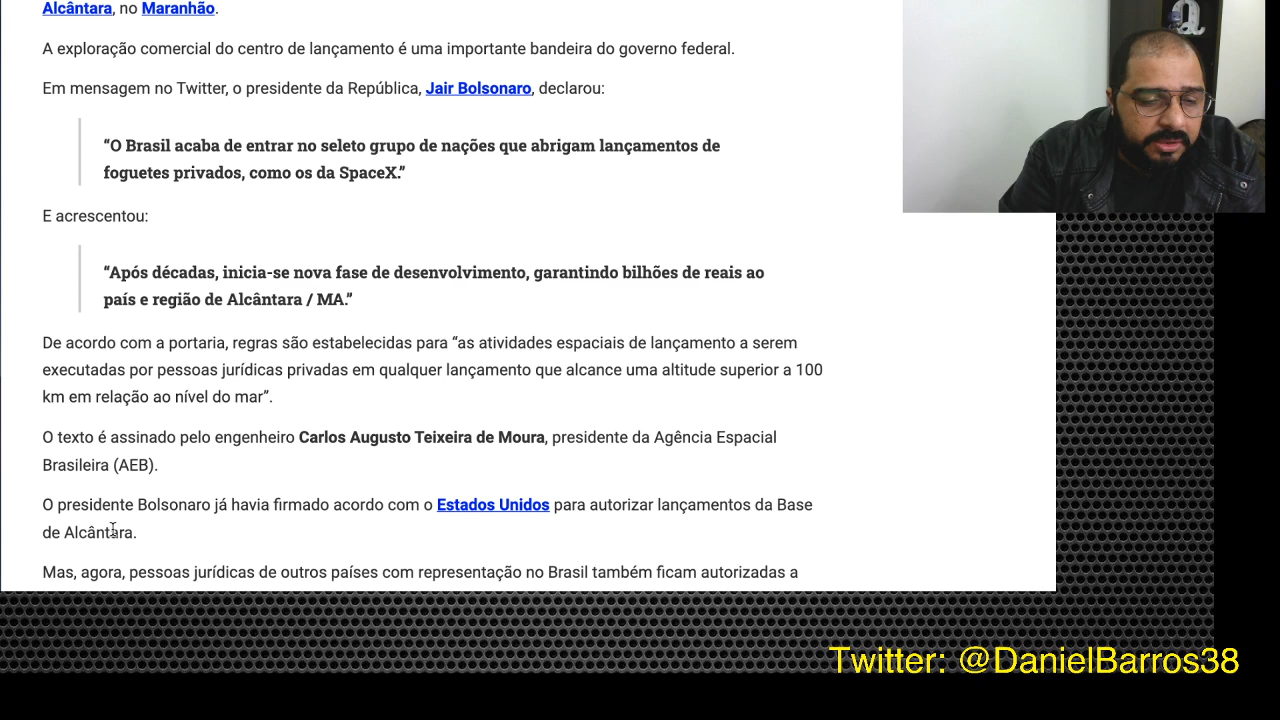 Alcântara, no Maranhão.
A exploração comercial do centro de lançamento é uma importante bandeira do governo federal.
Em mensagem no Twitter, o presidente da República, Jair Bolsonaro, declarou:
“O Brasil acaba de entrar no seleto grupo de nações que abrigam lançamentos de
foguetes privados, como os da SpaceX.”
E acrescentou:
“Após décadas, inicia-se nova fase de desenvolvimento, garantindo bilhões de reais ao
país e região de Alcântara / MA.”
De acordo com a portaria, regras são estabelecidas para “as atividades espaciais de lançamento a serem
executadas por pessoas jurídicas privadas em qualquer lançamento que alcance uma altitude superior a 100
km em relação ao nível do mar”.
O texto é assinado pelo engenheiro Carlos Augusto Teixeira de Moura, presidente da Agência Espacial
Brasileira (AEB).
O presidente Bolsonaro já havia firmado acordo com o Estados Unidos para autorizar lançamentos da Base
de Alcântara.
Mas, agora, pessoas jurídicas de outros países com representação no Brasil também ficam autorizadas a
Twitter: @DanielBarros38